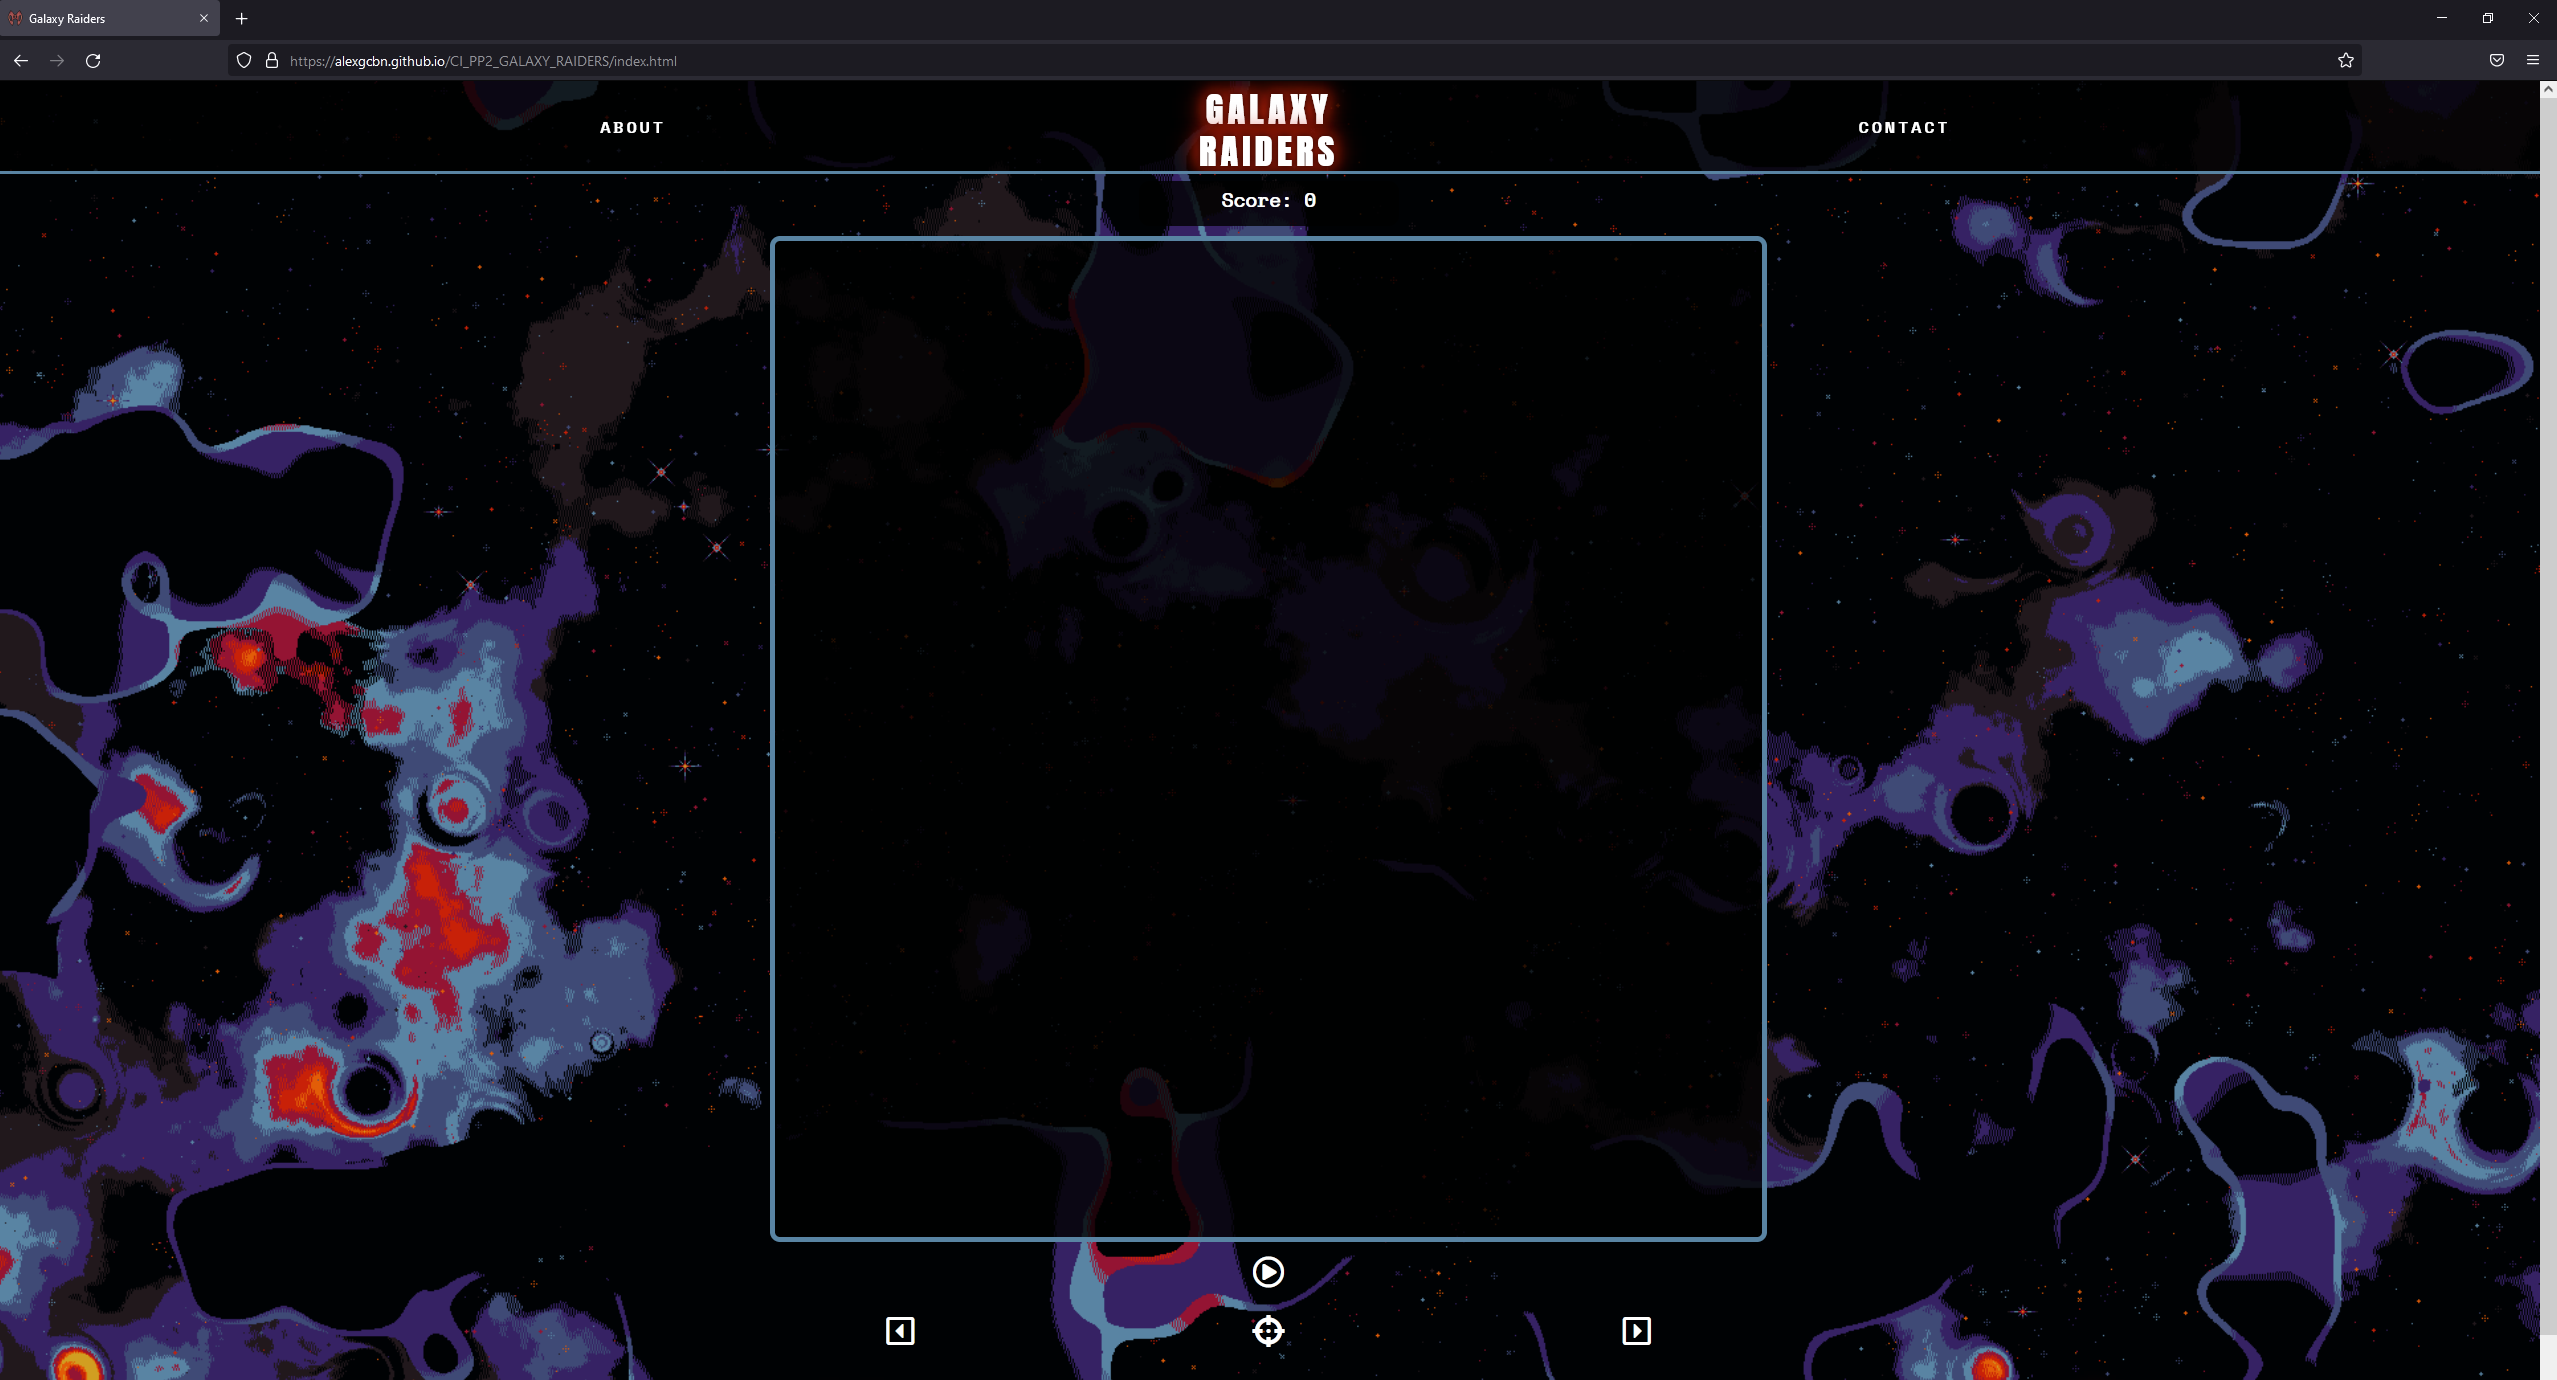 Galaxy Raiders
https://alexgcbn.github.io/CI_PP2_GALAXY_RAIDERS/index.html
ABOUT
GALAXY
RAIDERS
CONTACT
Score: 0